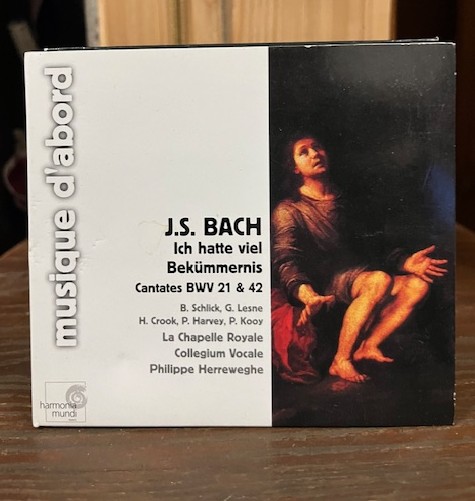 musique d'abord
J.S. BACH
Ich hatte viel
Bekümmernis
Cantates BWV 21 & 42
B. Schlick, G. Lesne
H. Crook, P. Harvey, P. Kooy
La Chapelle Royale
Collegium Vocale
Philippe Herreweghe
harmonia
mundi